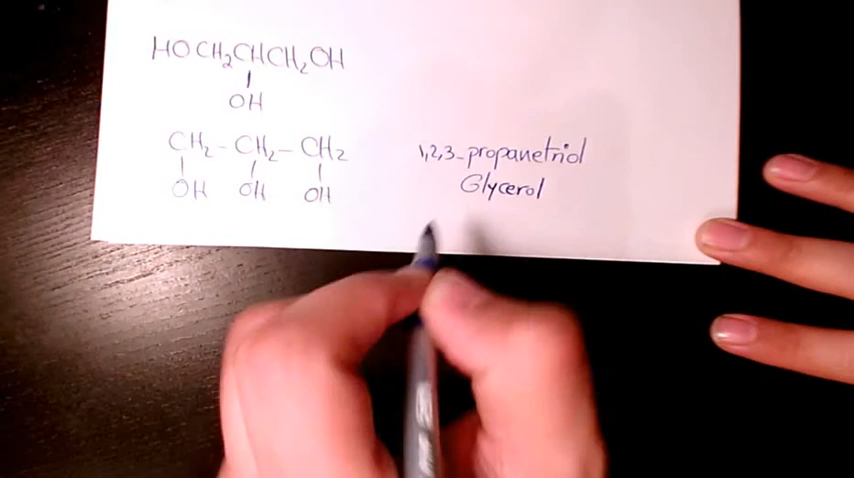 HOCH₂CHCH₂OH
OH
CH₂-CH₂-CH₂
OH OH OH
1,2,3-propanetriol
Glycerol